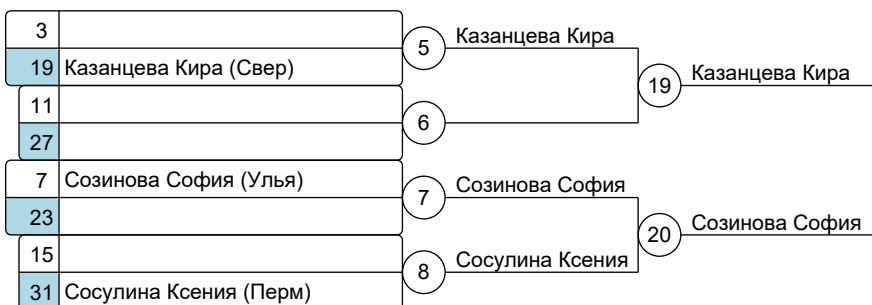 3
5 Казанцева Кира
19 Казанцева Кира (Свер)
19 Казанцева Кира
11
6
27
7 Созинова София (Улья)
7 Созинова София
23
20 Созинова София
15
8 Сосулина Ксения
31 Сосулина Ксения (Перм)